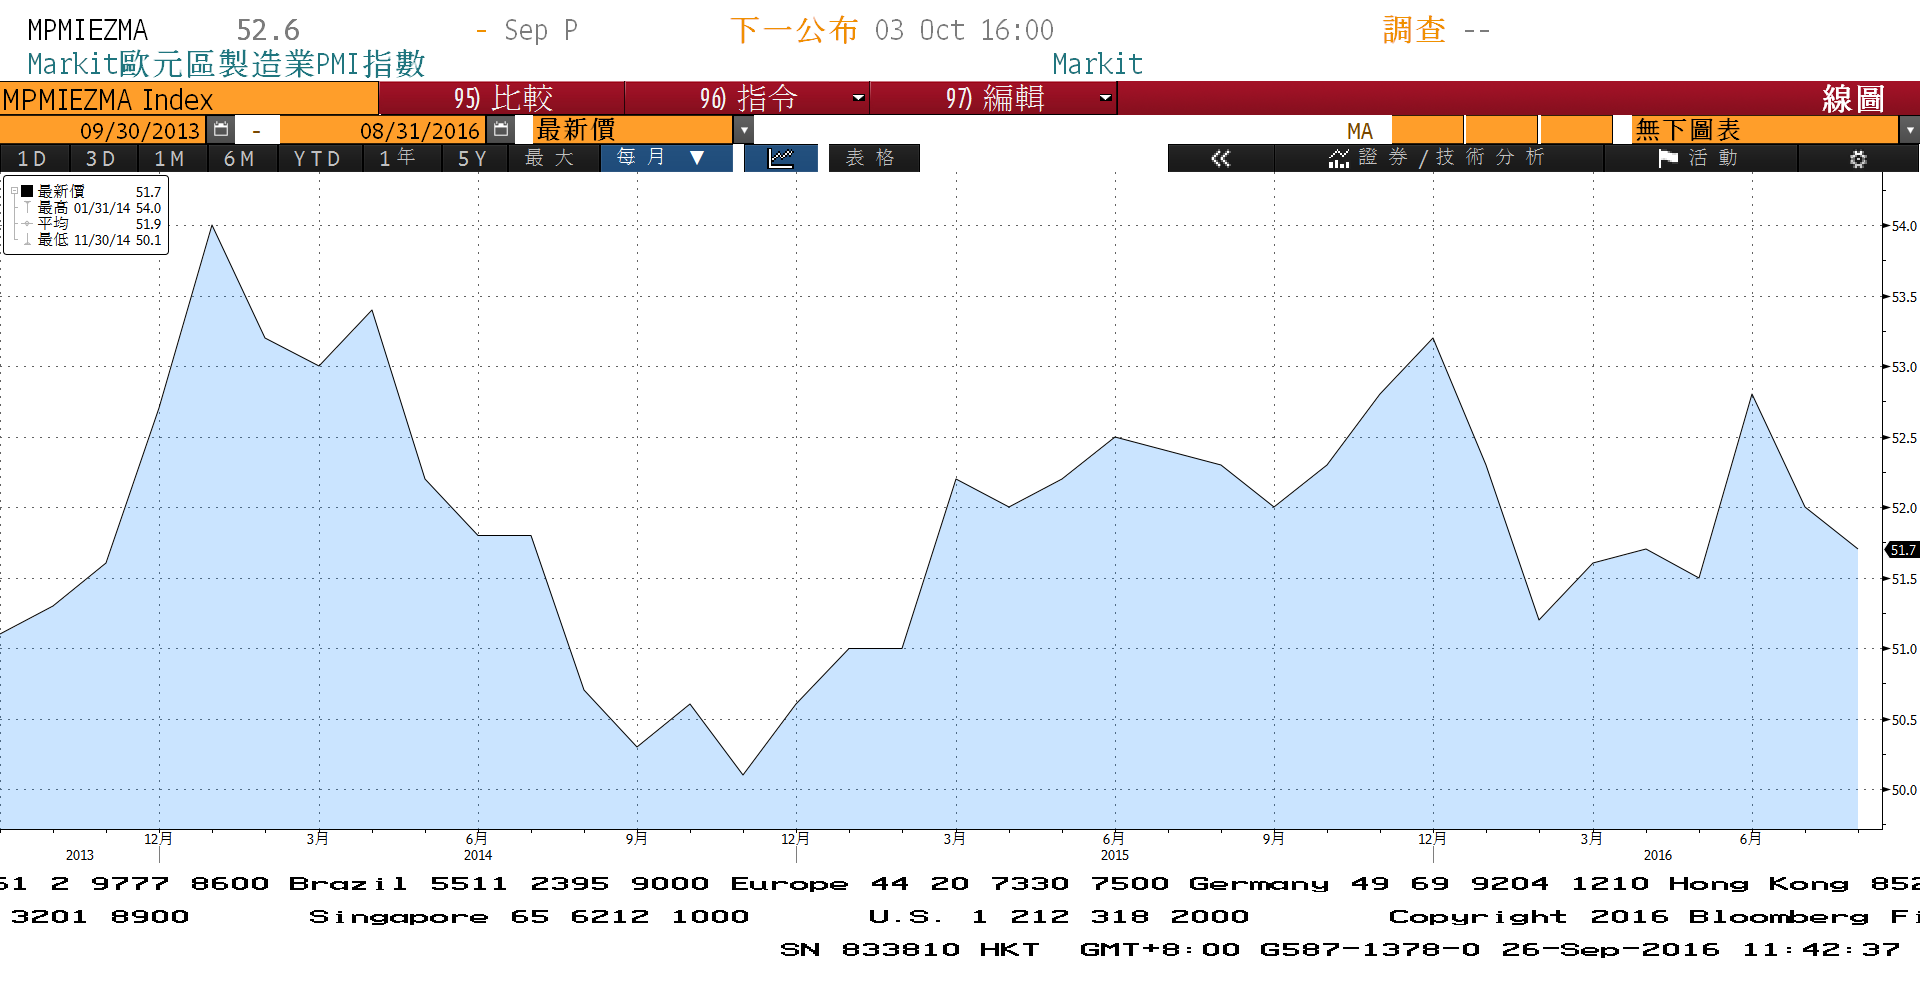 MPMIEZMA 52.6 - Sep P 下一公布 03 Oct 16:00 調查 --
Markit歐元區製造業PMI指數 Markit
MPMIEZMA Index 95) 比較 96) 指令 97) 編輯 線圖
09/30/2013 - 08/31/2016 最新價 MA 無下圖表
1D 3D 1M 6M YTD 1年 5Y 最大 每月 ▼ 表格 « 證券/技術分析 活動
最新價 51.7
最高 01/31/14 54.0
平均 51.9
最低 11/30/14 50.1
54.0
53.5
53.0
52.5
52.0
51.7
51.5
51.0
50.5
50.0
12月 3月 6月 9月 12月 3月 6月 9月 12月 3月 6月
2013 2014 2015 2016
61 2 9777 8600 Brazil 5511 2395 9000 Europe 44 20 7330 7500 Germany 49 69 9204 1210 Hong Kong 852
3201 8900 Singapore 65 6212 1000 U.S. 1 212 318 2000 Copyright 2016 Bloomberg Fi
SN 833810 HKT GMT+8:00 G587-1378-0 26-Sep-2016 11:42:37